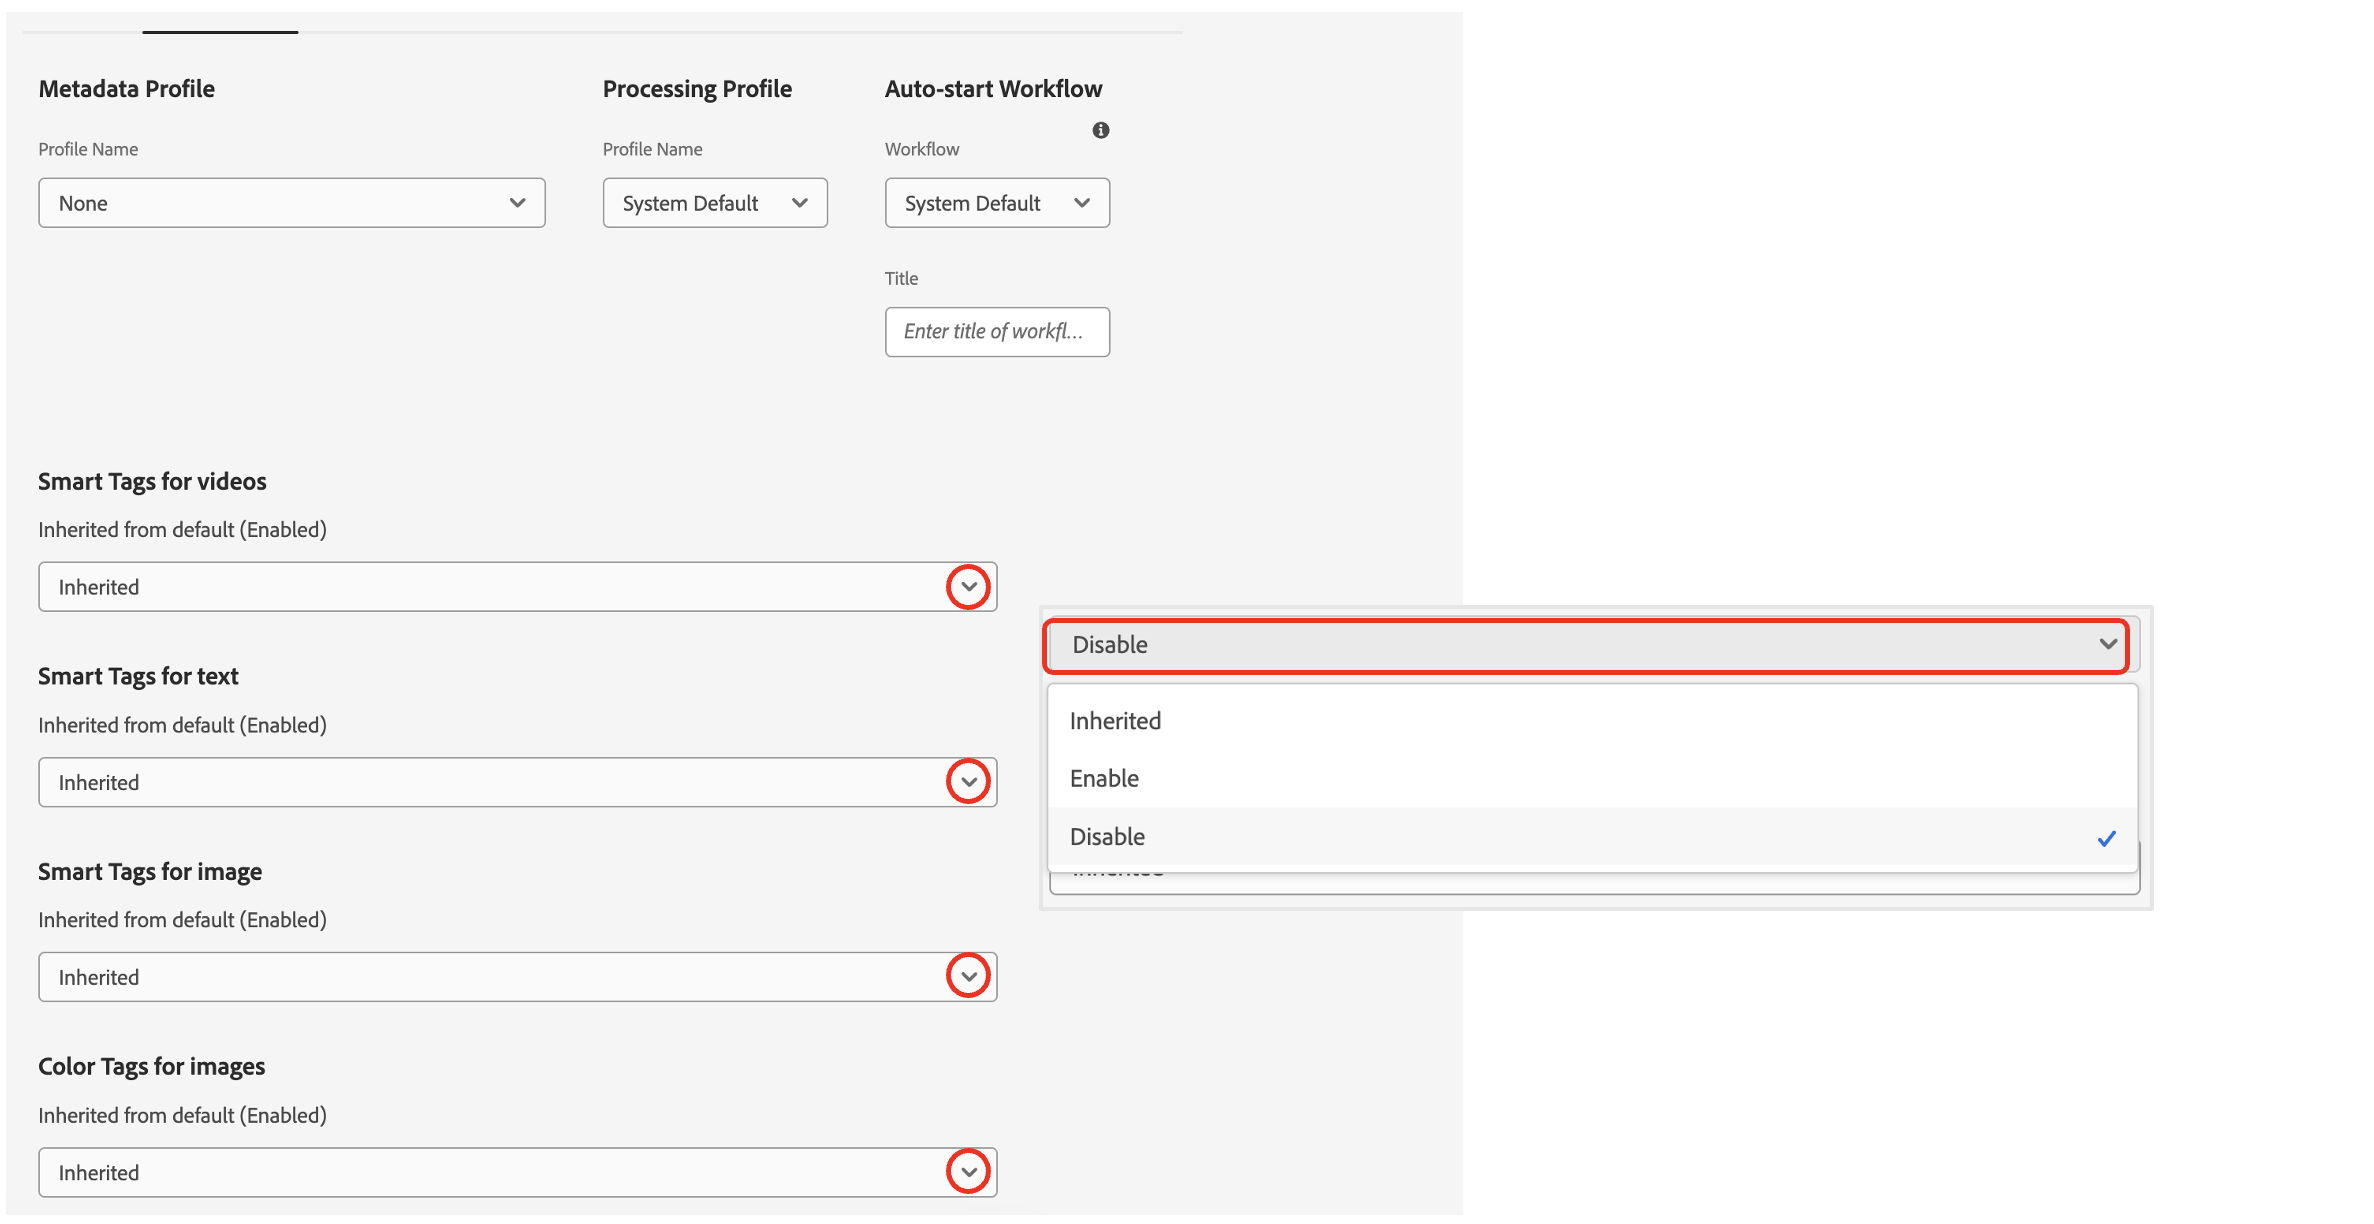 Metadata Profile
Profile Name
None
Processing Profile
Profile Name
System Default
Auto-start Workflow
Workflow
System Default
Title
Enter title of workfl...
Smart Tags for videos
Inherited from default (Enabled)
Inherited
Smart Tags for text
Inherited from default (Enabled)
Inherited
Smart Tags for image
Inherited from default (Enabled)
Inherited
Color Tags for images
Inherited from default (Enabled)
Inherited
Disable
Inherited
Enable
Disable